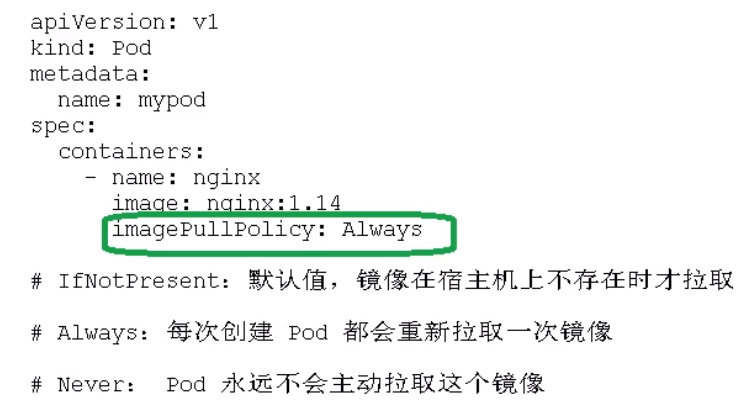 apiVersion: v1
kind: Pod
metadata:
  name: mypod
spec:
  containers:
    - name: nginx
      image: nginx:1.14
      imagePullPolicy: Always
# IfNotPresent：默认值，镜像在宿主机上不存在时才拉取
# Always：每次创建 Pod 都会重新拉取一次镜像
# Never： Pod 永远不会主动拉取这个镜像